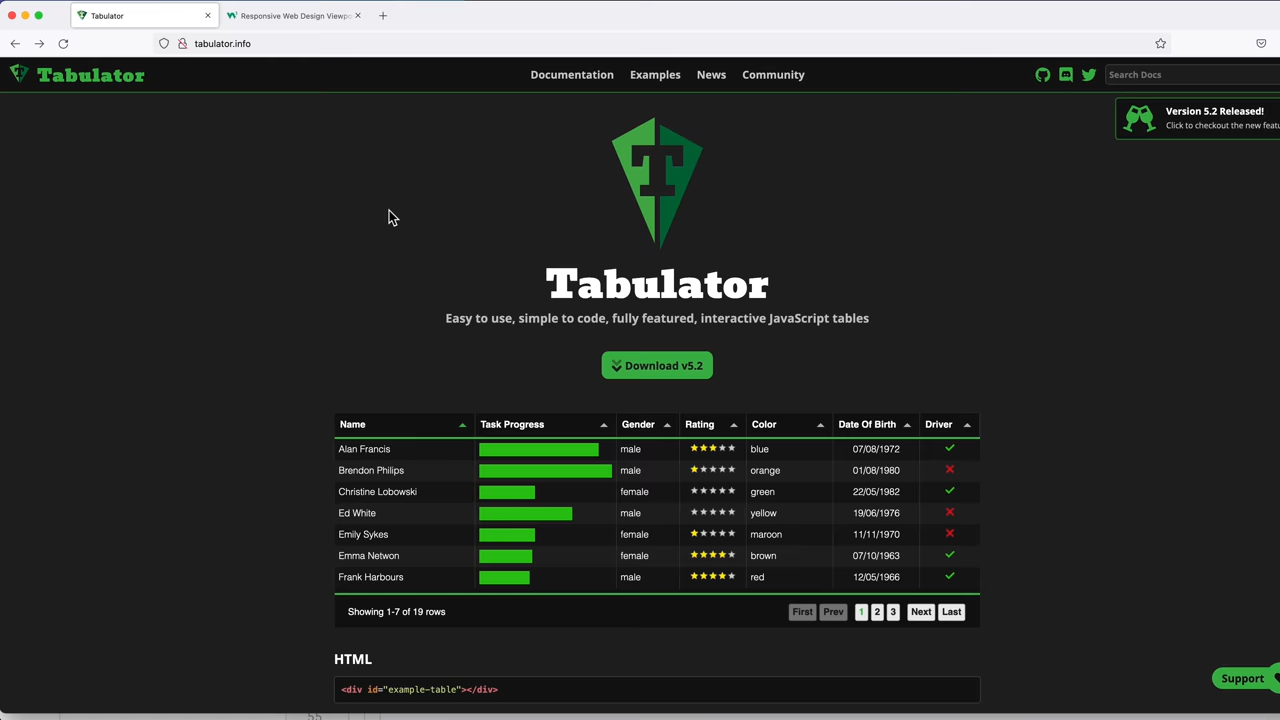 Tabulator
Responsive Web Design Viewpo
tabulator.info
Tabulator
Documentation Examples News Community
Search Docs
Version 5.2 Released!
Click to checkout the new featu
T
Tabulator
Easy to use, simple to code, fully featured, interactive JavaScript tables
Download v5.2
Name Task Progress Gender Rating Color Date Of Birth Driver
Alan Francis male blue 07/08/1972
Brendon Philips male orange 01/08/1980
Christine Lobowski female green 22/05/1982
Ed White male yellow 19/06/1976
Emily Sykes female maroon 11/11/1970
Emma Netwon female brown 07/10/1963
Frank Harbours male red 12/05/1966
Showing 1-7 of 19 rows First Prev 1 2 3 Next Last
HTML
<div id="example-table"></div>
Support
55